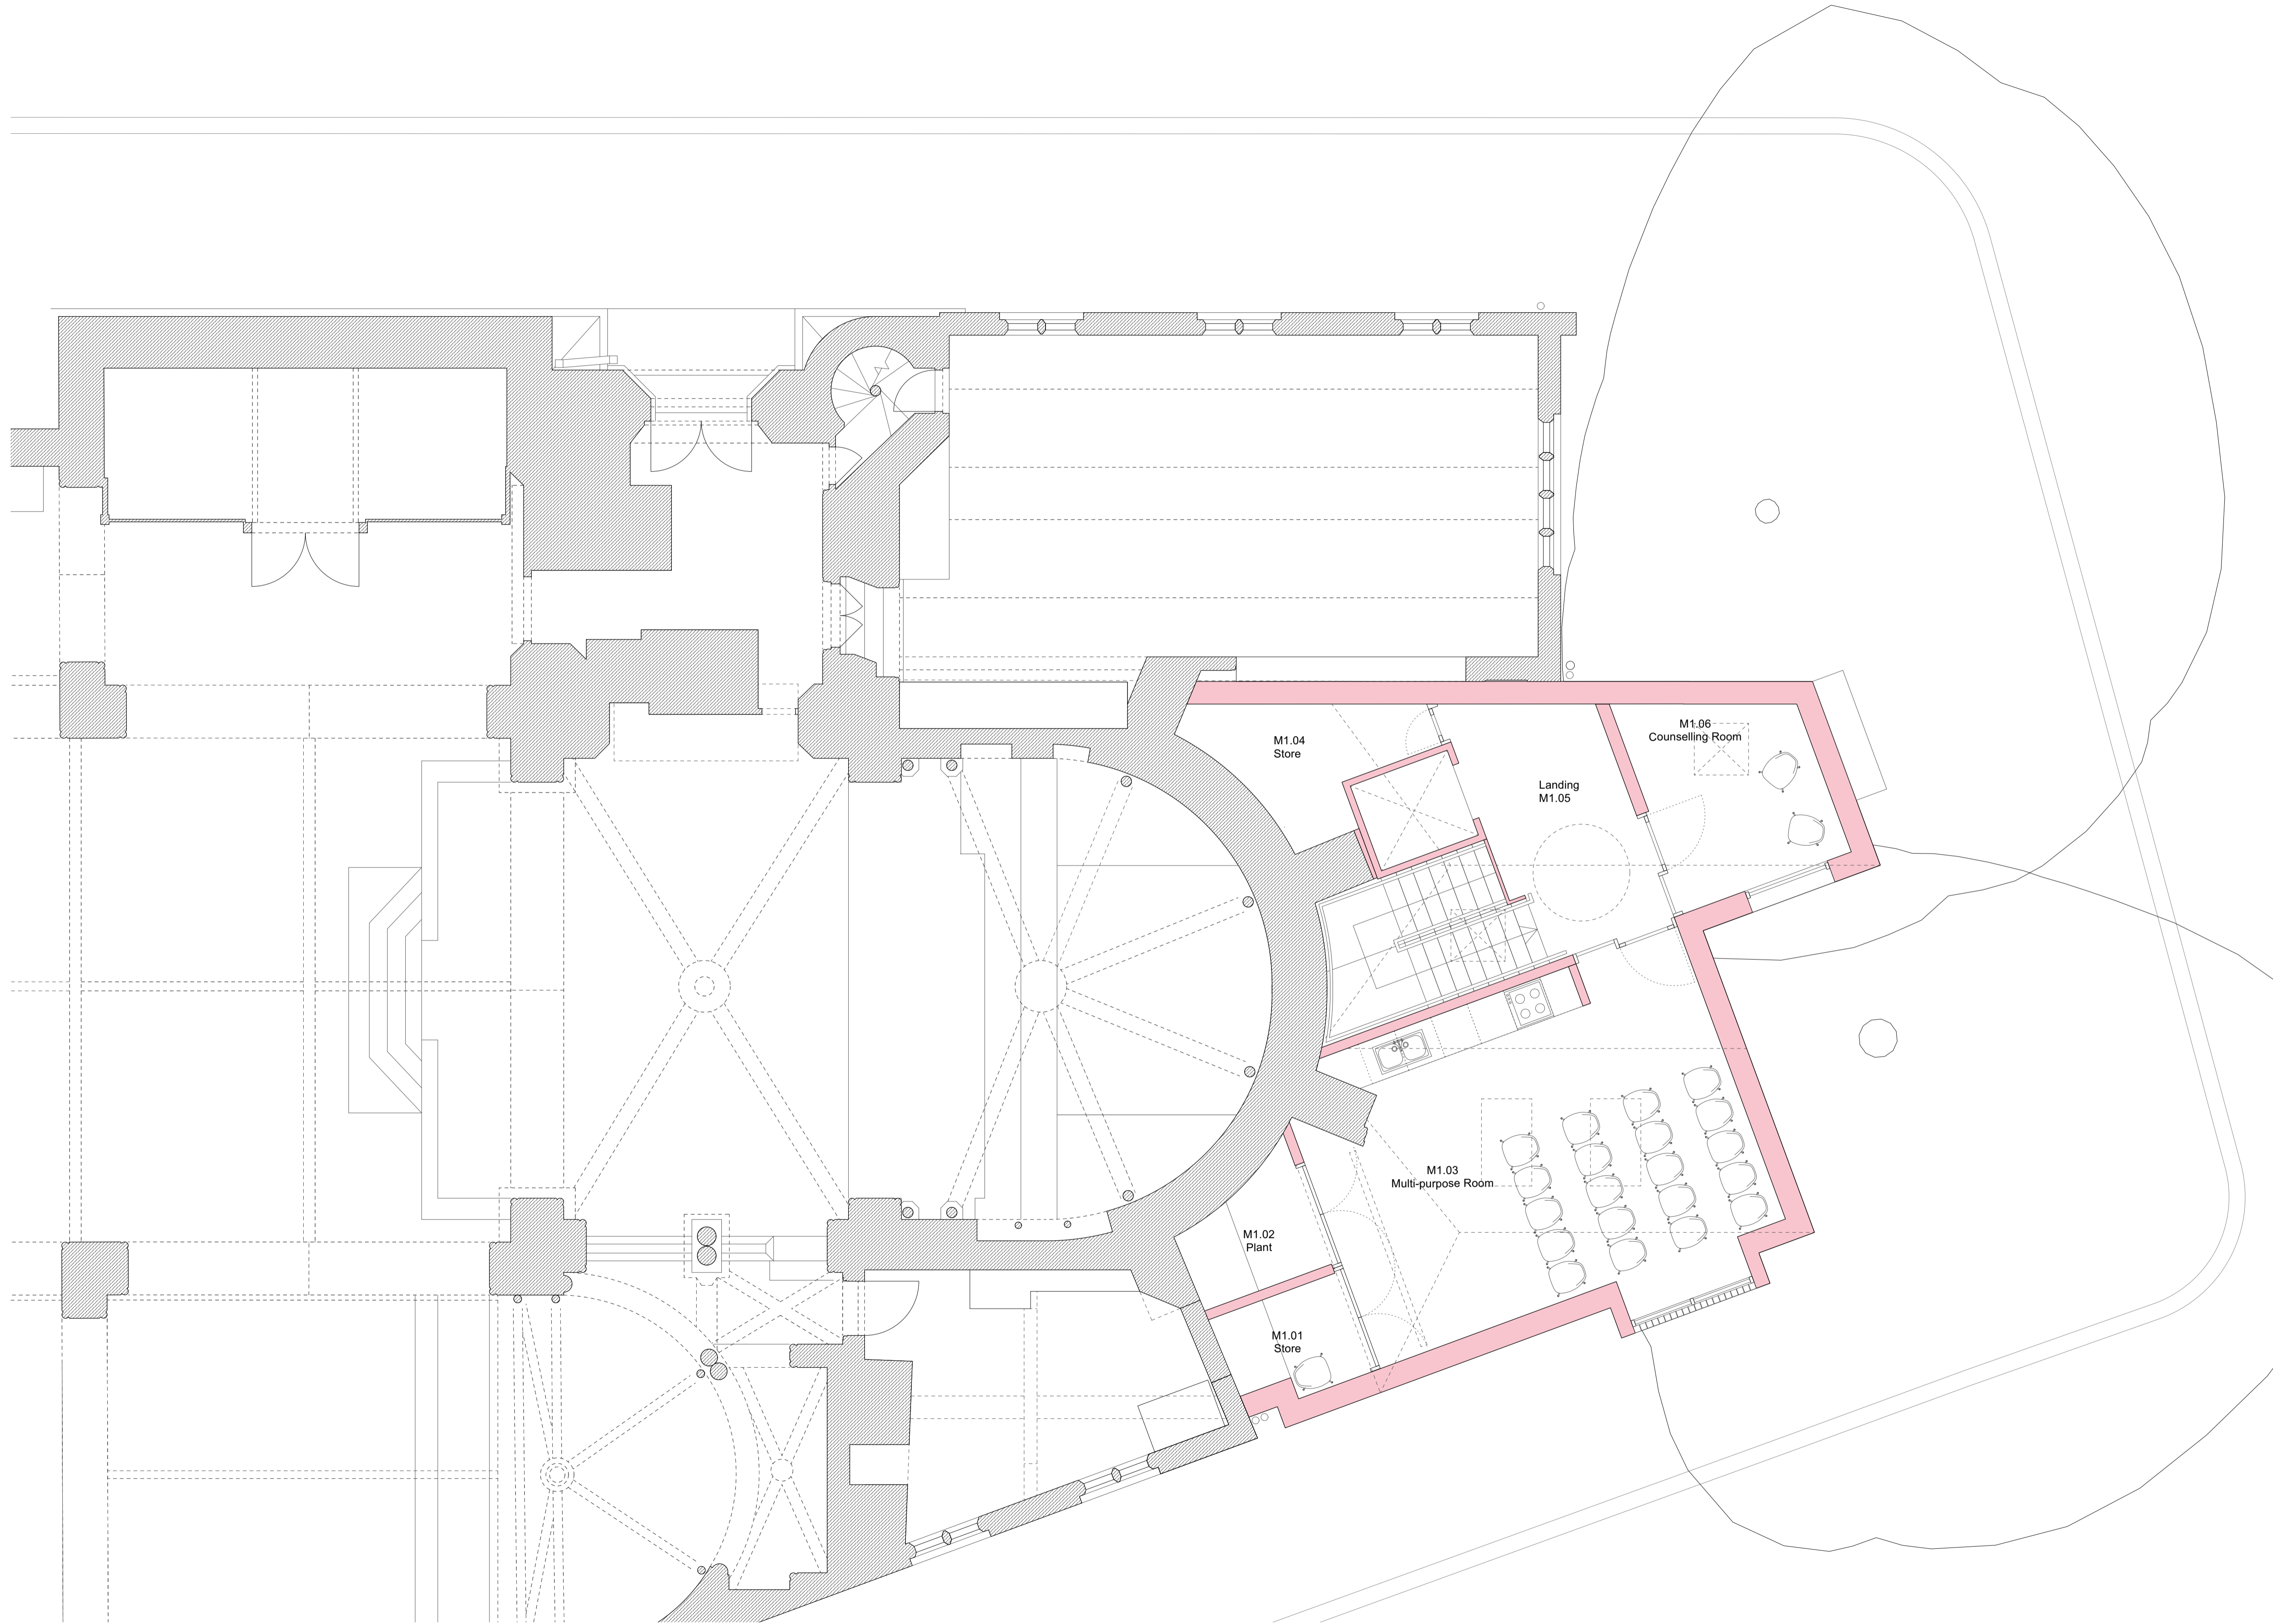 M1.06
Counselling Room
M1.04
Store
Landing
M1.05
M1.03
Multi-purpose Room
M1.02
Plant
M1.01
Store